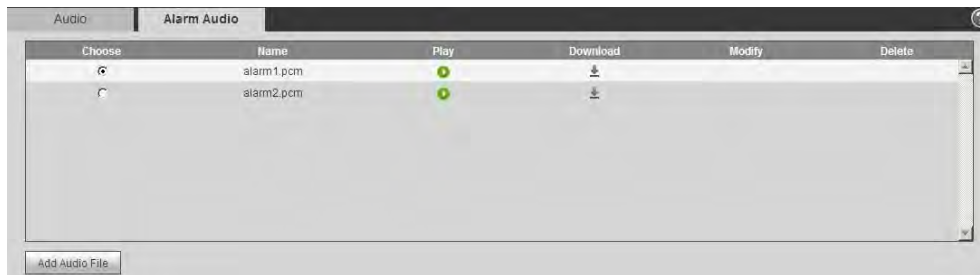 Audio Alarm Audio
Choose Name Play Download Modify Delete
alarm1.pcm
alarm2.pcm
Add Audio File